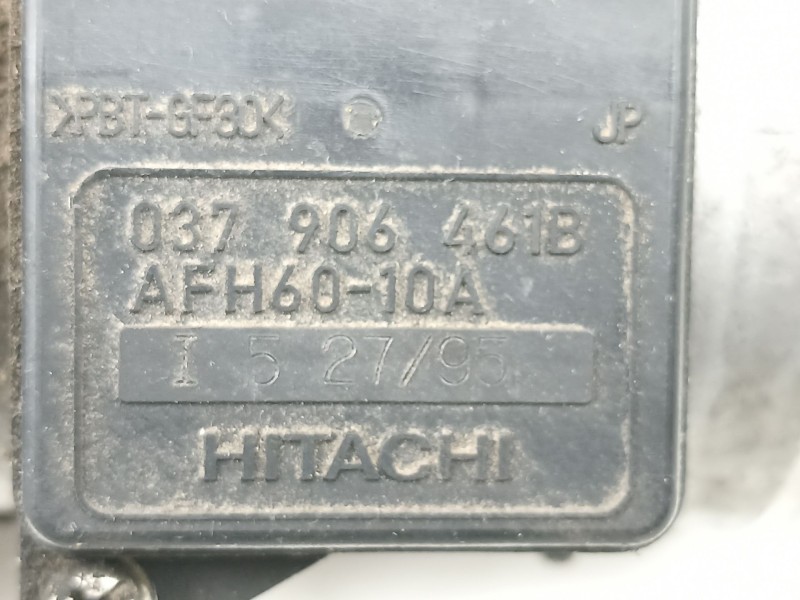 >PBT-GF30< JP
037 906 461B
AFH60-10A
I 5 27/95
HITACHI